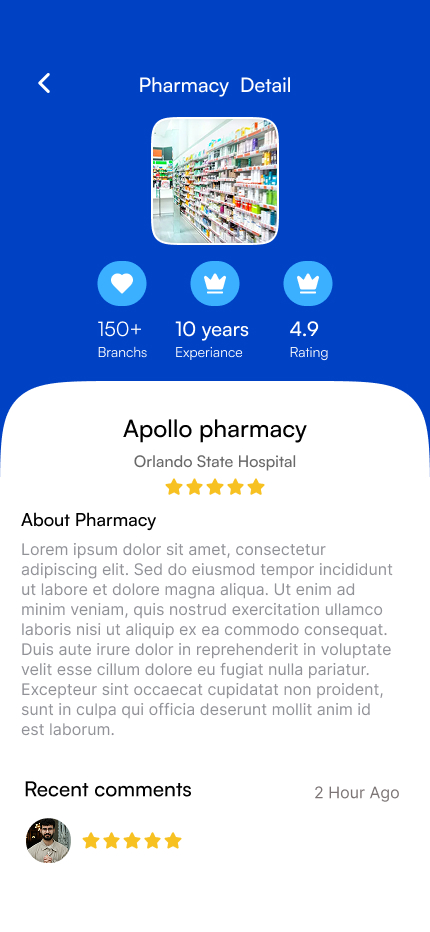 Pharmacy Detail
150+
10 years
4.9
Branchs
Experiance
Rating
Apollo pharmacy
Orlando State Hospital
About Pharmacy
Lorem ipsum dolor sit amet, consectetur
adipiscing elit. Sed do eiusmod tempor incididunt
ut labore et dolore magna aliqua. Ut enim ad
minim veniam, quis nostrud exercitation ullamco
laboris nisi ut aliquip ex ea commodo consequat.
Duis aute irure dolor in reprehenderit in voluptate
velit esse cillum dolore eu fugiat nulla pariatur.
Excepteur sint occaecat cupidatat non proident,
sunt in culpa qui officia deserunt mollit anim id
est laborum.
Recent comments
2 Hour Ago